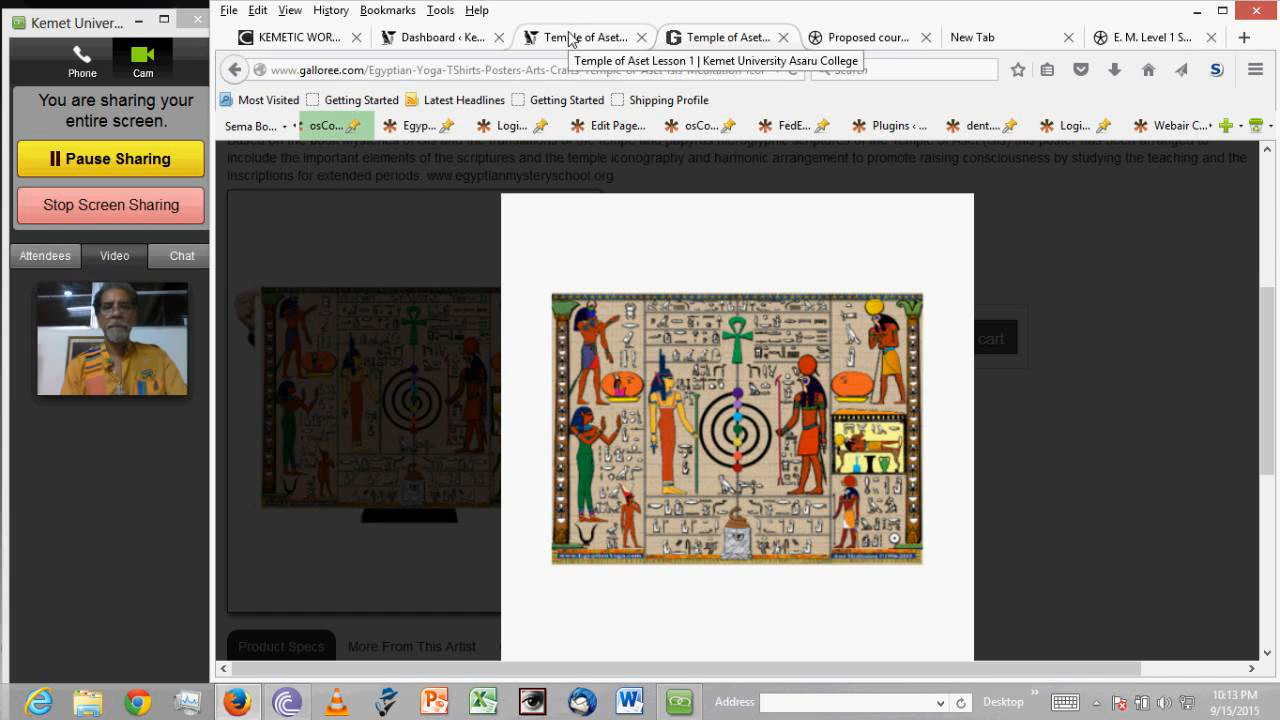 Kemet Univer...
Phone
Cam
You are sharing your
entire screen.
Pause Sharing
Stop Screen Sharing
Attendees
Video
Chat
File Edit View History Bookmarks Tools Help
KEMETIC WOR...
Dashboard ‹ Ke...
Temple of Aset...
Temple of Aset...
Proposed cour...
New Tab
E. M. Level 1 S...
Temple of Aset Lesson 1 | Kemet University Asaru College
www.galloree.com/Egyptian-Yoga-TShirts-Posters-Arts-Crafts-
Search
Most Visited Getting Started Latest Headlines Getting Started Shipping Profile
Sema Bo... osCo... Egyp... Logi... Edit Page... osCo... FedE... Plugins ‹... dent.... Logi... Webair C...
include the important elements of the scriptures and the temple iconography and harmonic arrangement to promote raising consciousness by studying the teaching and the
inscriptions for extended periods. www.egyptianmysteryschool.org
cart
www.EgyptianYoga.com
Product Specs
More From This Artist
Address
Desktop
10:13 PM
9/15/2015